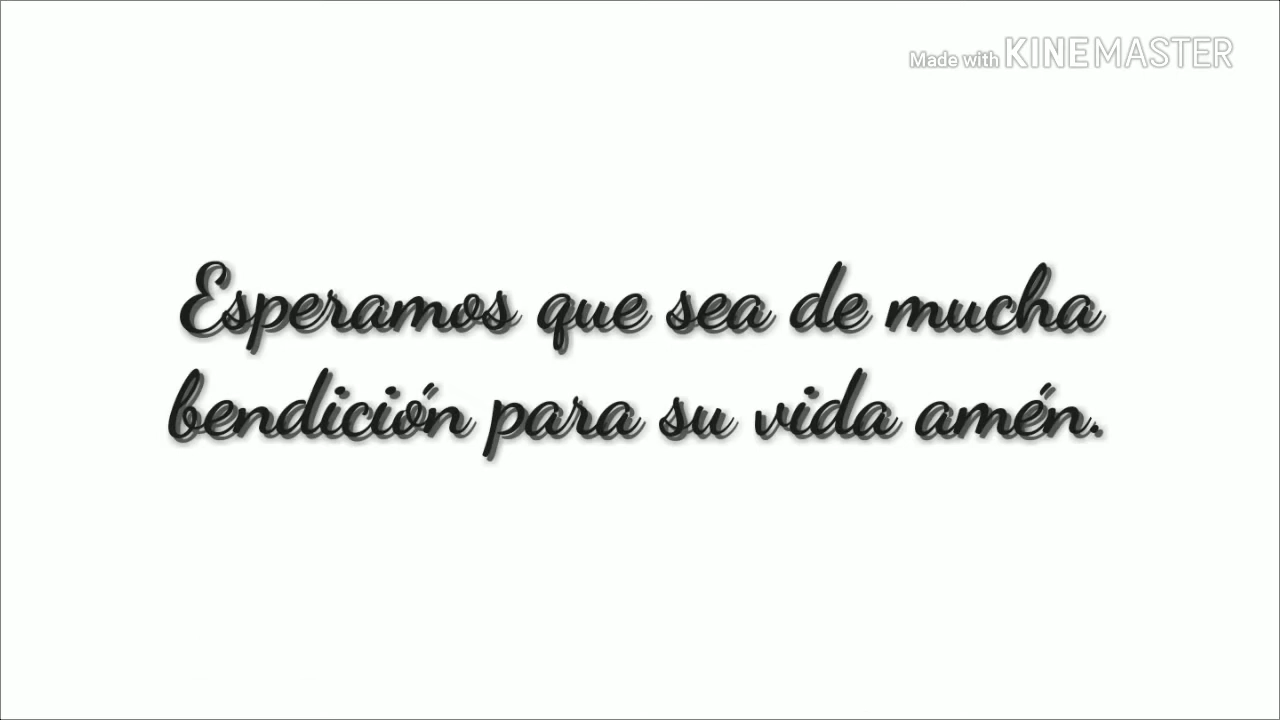 Made with KINEMASTER
Esperamos que sea de mucha
bendición para su vida amén.